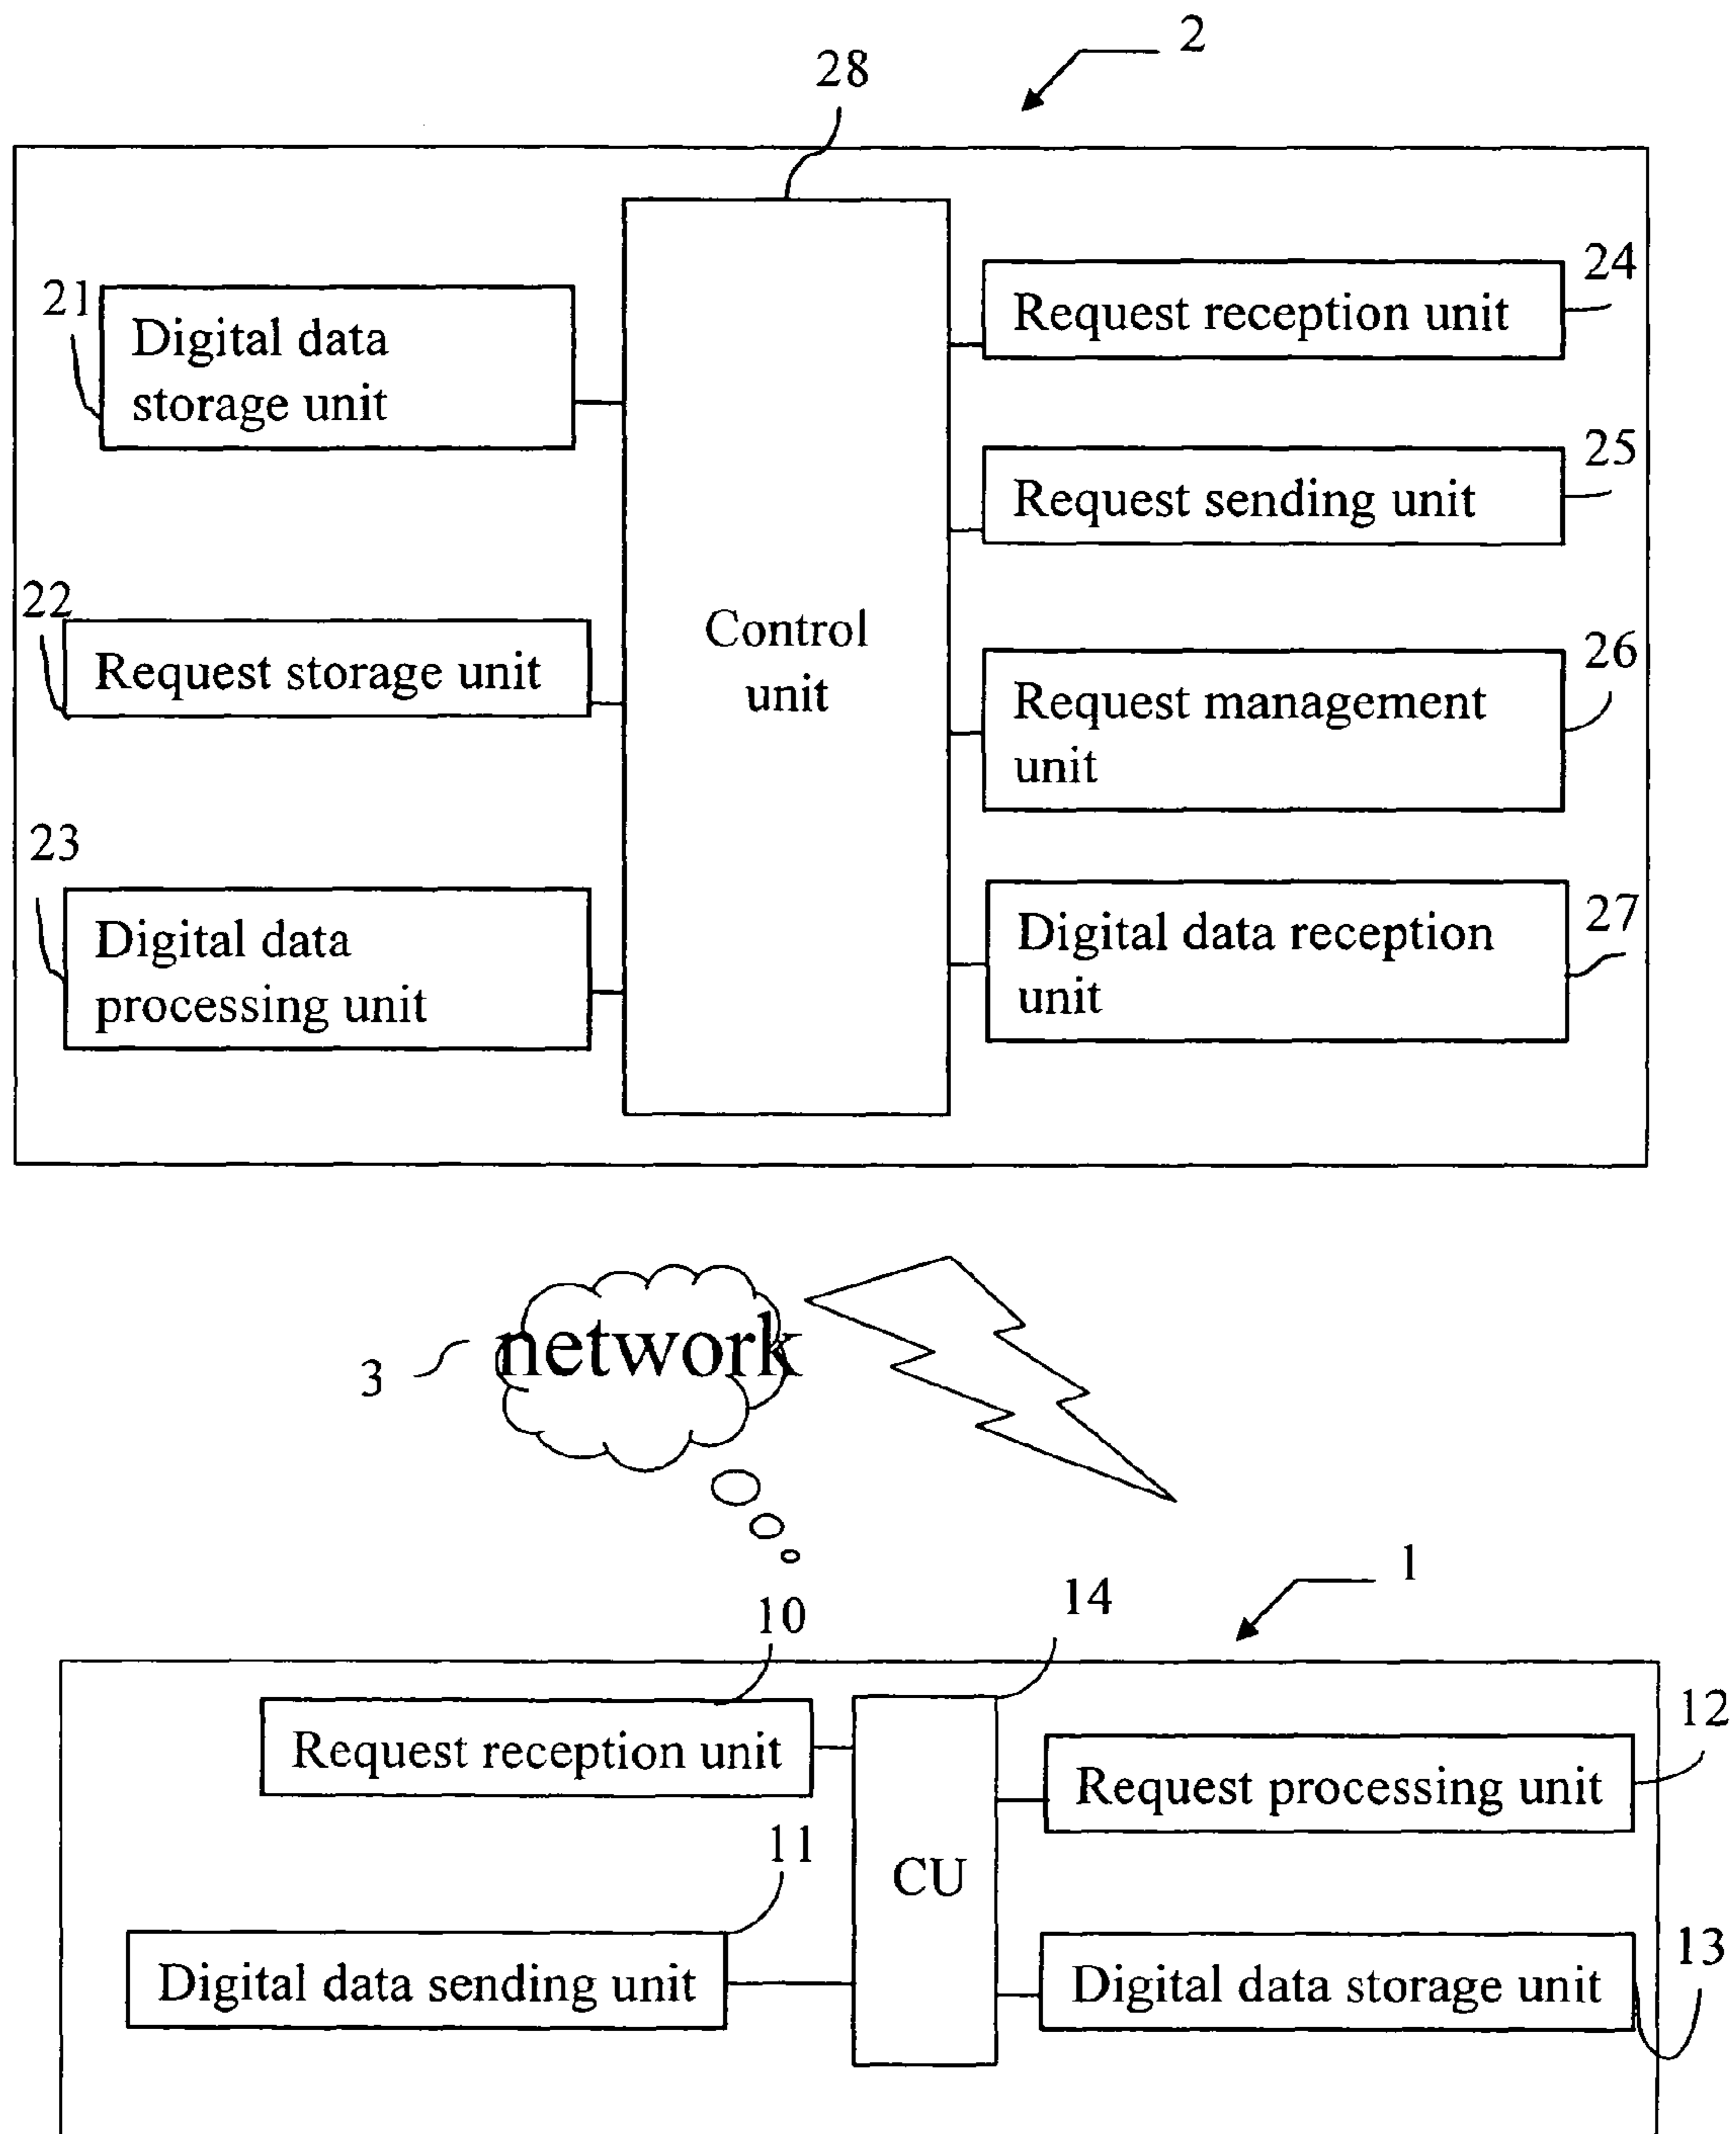 2
28
21
Digital data
storage unit
24
Request reception unit
25
Request sending unit
22
Request storage unit
Control
unit
26
Request management
unit
23
Digital data
processing unit
27
Digital data reception
unit
3
network
1
14
10
Request reception unit
12
Request processing unit
11
CU
Digital data sending unit
13
Digital data storage unit